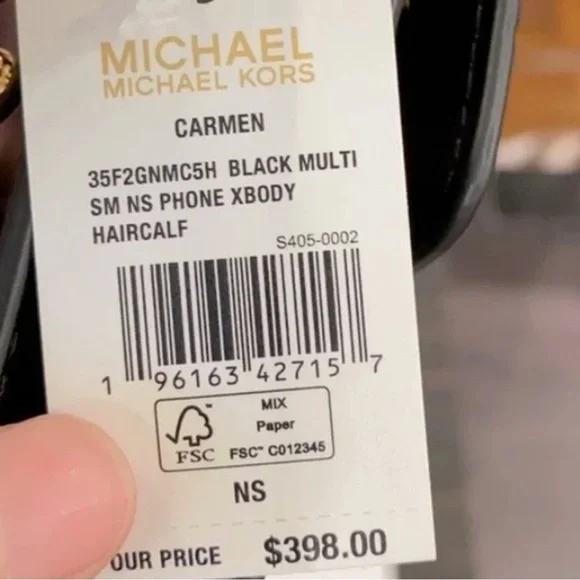 MICHAEL
MICHAEL KORS
CARMEN
35F2GNMC5H BLACK MULTI
SM NS PHONE XBODY
HAIRCALF
S405-0002
1 96163 42715 7
MIX
Paper
FSC™ C012345
FSC
NS
OUR PRICE $398.00